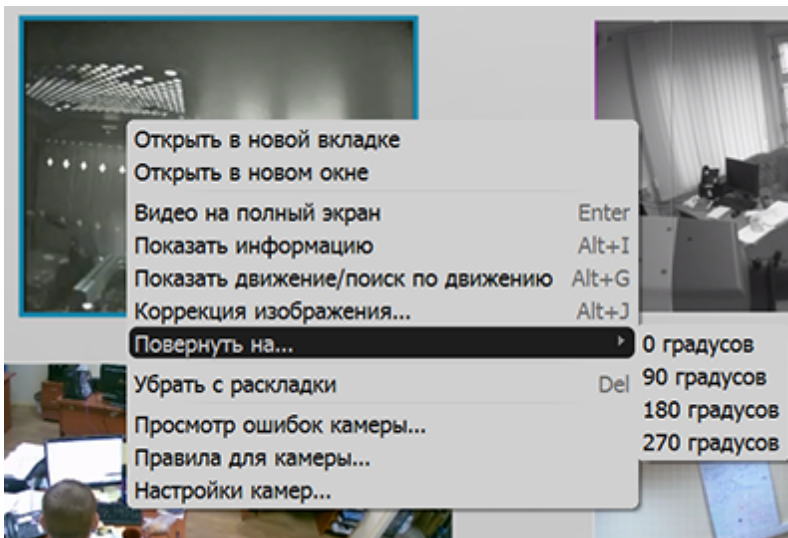 Открыть в новой вкладке
Открыть в новом окне
Видео на полный экран Enter
Показать информацию Alt+I
Показать движение/поиск по движению Alt+G
Коррекция изображения... Alt+J
Повернуть на...
0 градусов
90 градусов
180 градусов
270 градусов
Убрать с раскладки Del
Просмотр ошибок камеры...
Правила для камеры...
Настройки камер...